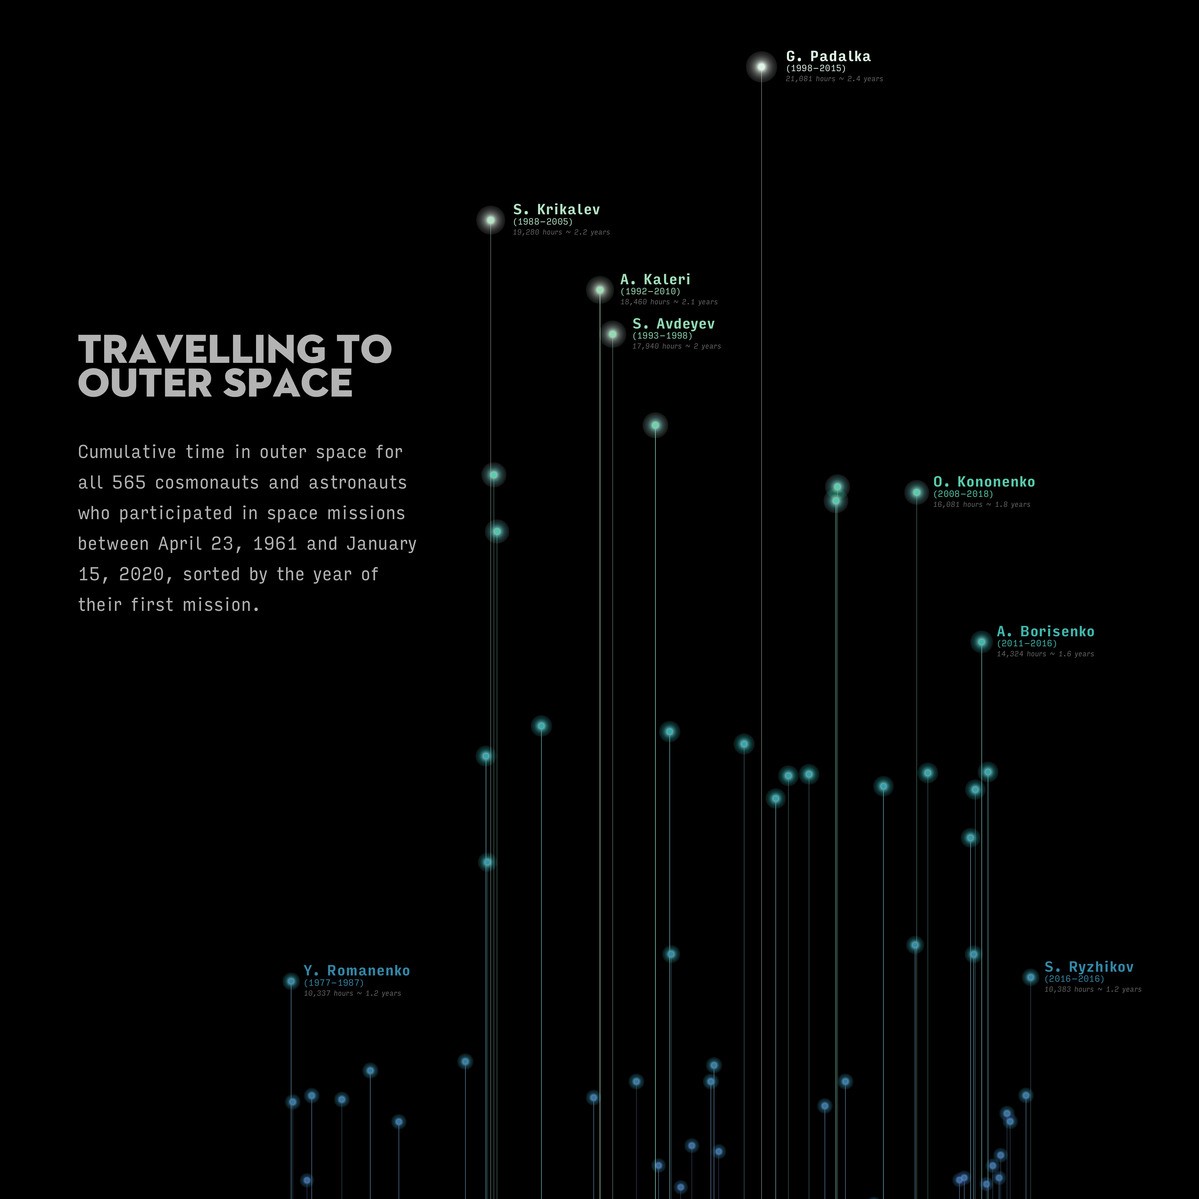 G. Padalka
(1998-2015)
21,081 hours ~ 2.4 years
S. Krikalev
(1988-2005)
19,280 hours ~ 2.2 years
A. Kaleri
(1992-2010)
18,460 hours ~ 2.1 years
S. Avdeyev
(1993-1998)
17,940 hours ~ 2 years
TRAVELLING TO
OUTER SPACE
Cumulative time in outer space for
all 565 cosmonauts and astronauts
who participated in space missions
between April 23, 1961 and January
15, 2020, sorted by the year of
their first mission.
O. Kononenko
(2008-2018)
16,081 hours ~ 1.8 years
A. Borisenko
(2011-2016)
14,324 hours ~ 1.6 years
Y. Romanenko
(1977-1987)
10,337 hours ~ 1.2 years
S. Ryzhikov
(2016-2016)
10,383 hours ~ 1.2 years